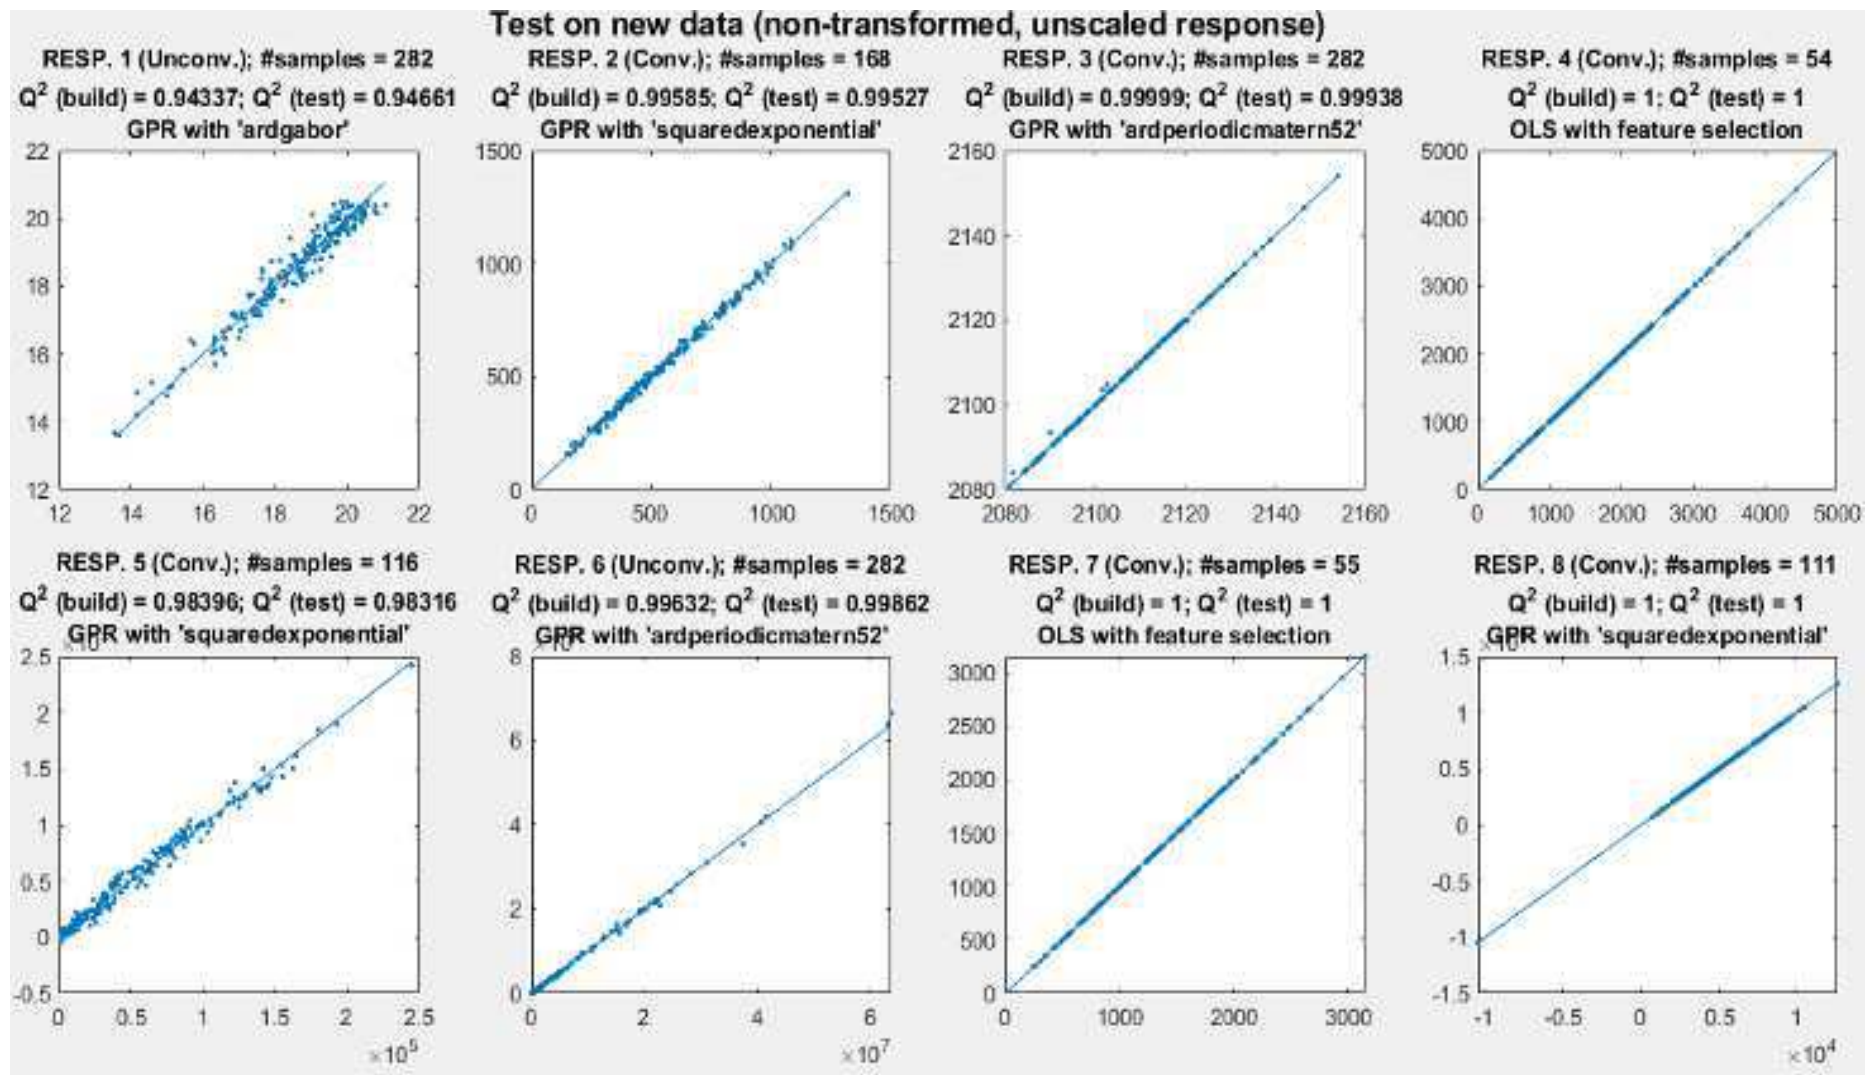 Test on new data (non-transformed, unscaled response)
RESP. 1 (Unconv.); #samples = 282
Q² (build) = 0.94337; Q² (test) = 0.94661
GPR with 'ardgabor'
22
20
18
16
14
12
12 14 16 18 20 22
RESP. 2 (Conv.); #samples = 168
Q² (build) = 0.99585; Q² (test) = 0.99527
GPR with 'squaredexponential'
1500
1000
500
0
0 500 1000 1500
RESP. 3 (Conv.); #samples = 282
Q² (build) = 0.99999; Q² (test) = 0.99938
GPR with 'ardperiodicmatern52'
2160
2140
2120
2100
2080
2080 2100 2120 2140 2160
RESP. 4 (Conv.); #samples = 54
Q² (build) = 1; Q² (test) = 1
OLS with feature selection
5000
4000
3000
2000
1000
0
0 1000 2000 3000 4000 5000
RESP. 5 (Conv.); #samples = 116
Q² (build) = 0.98396; Q² (test) = 0.98316
GPR with 'squaredexponential'
2.5
2
1.5
1
0.5
0
-0.5
0 0.5 1 1.5 2 2.5
×10⁵
RESP. 6 (Unconv.); #samples = 282
Q² (build) = 0.99632; Q² (test) = 0.99862
GPR with 'ardperiodicmatern52'
8
6
4
2
0
0 2 4 6
×10⁷
RESP. 7 (Conv.); #samples = 55
Q² (build) = 1; Q² (test) = 1
OLS with feature selection
3000
2500
2000
1500
1000
500
0
0 1000 2000 3000
RESP. 8 (Conv.); #samples = 111
Q² (build) = 1; Q² (test) = 1
GPR with 'squaredexponential'
1.5
1
0.5
0
-0.5
-1
-1.5
-1 -0.5 0 0.5 1
×10⁴